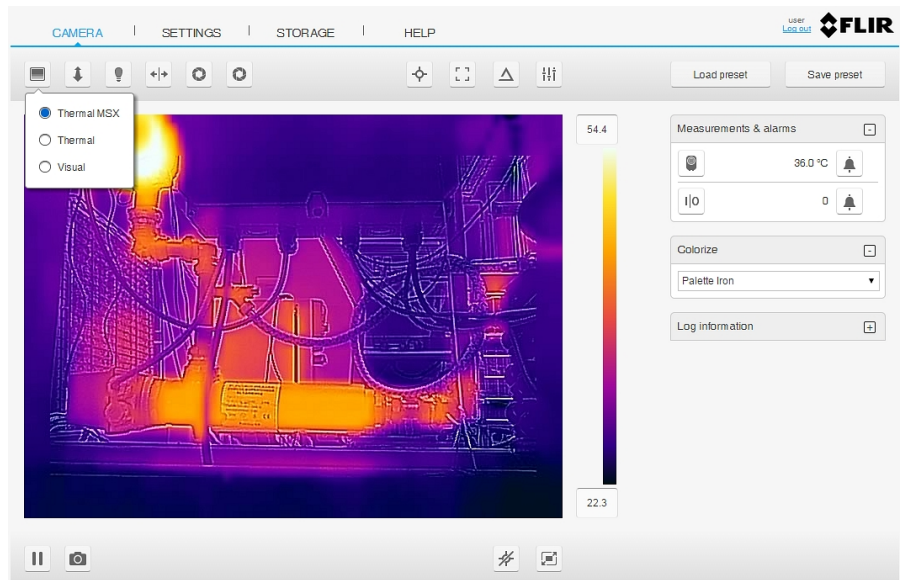 CAMERA
SETTINGS
STORAGE
HELP
user
Log out
FLIR
Load preset
Save preset
Thermal MSX
Thermal
Visual
54.4
22.3
Measurements & alarms
36.0 °C
I|O
0
Colorize
Palette Iron
Log information